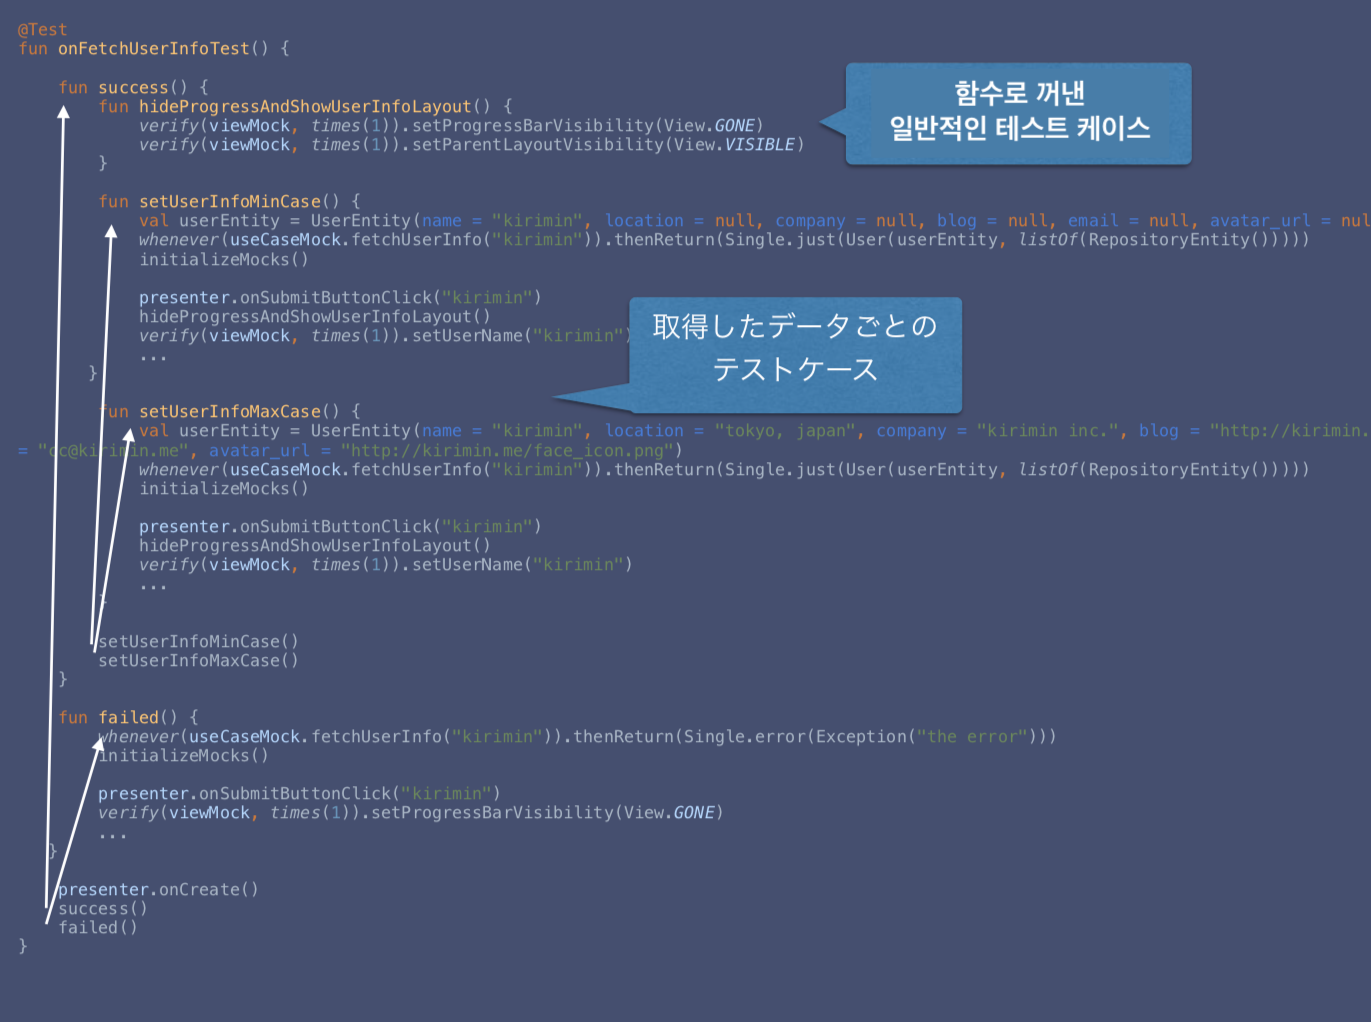 @Test
fun onFetchUserInfoTest() {
fun success() {
fun hideProgressAndShowUserInfoLayout() {
verify(viewMock, times(1)).setProgressBarVisibility(View.GONE)
verify(viewMock, times(1)).setParentLayoutVisibility(View.VISIBLE)
}
함수로 꺼낸
일반적인 테스트 케이스
fun setUserInfoMinCase() {
val userEntity = UserEntity(name = "kirimin", location = null, company = null, blog = null, email = null, avatar_url = nul
whenever(useCaseMock.fetchUserInfo("kirimin")).thenReturn(Single.just(User(userEntity, listOf(RepositoryEntity()))))
initializeMocks()
presenter.onSubmitButtonClick("kirimin")
hideProgressAndShowUserInfoLayout()
verify(viewMock, times(1)).setUserName("kirimin")
...
}
取得したデータごとの
テストケース
fun setUserInfoMaxCase() {
val userEntity = UserEntity(name = "kirimin", location = "tokyo, japan", company = "kirimin inc.", blog = "http://kirimin.
= "cc@kirimin.me", avatar_url = "http://kirimin.me/face_icon.png")
whenever(useCaseMock.fetchUserInfo("kirimin")).thenReturn(Single.just(User(userEntity, listOf(RepositoryEntity()))))
initializeMocks()
presenter.onSubmitButtonClick("kirimin")
hideProgressAndShowUserInfoLayout()
verify(viewMock, times(1)).setUserName("kirimin")
...
}
setUserInfoMinCase()
setUserInfoMaxCase()
}
fun failed() {
whenever(useCaseMock.fetchUserInfo("kirimin")).thenReturn(Single.error(Exception("the error")))
initializeMocks()
presenter.onSubmitButtonClick("kirimin")
verify(viewMock, times(1)).setProgressBarVisibility(View.GONE)
...
}
presenter.onCreate()
success()
failed()
}